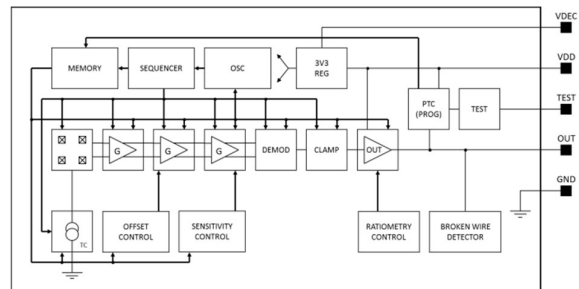 VDEC
MEMORY
SEQUENCER
OSC
3V3
REG
VDD
PTC
(PROG)
TEST
TEST
G
G
G
DEMOD
CLAMP
OUT
OUT
GND
TC
OFFSET
CONTROL
SENSITIVITY
CONTROL
RATIOMETRY
CONTROL
BROKEN WIRE
DETECTOR